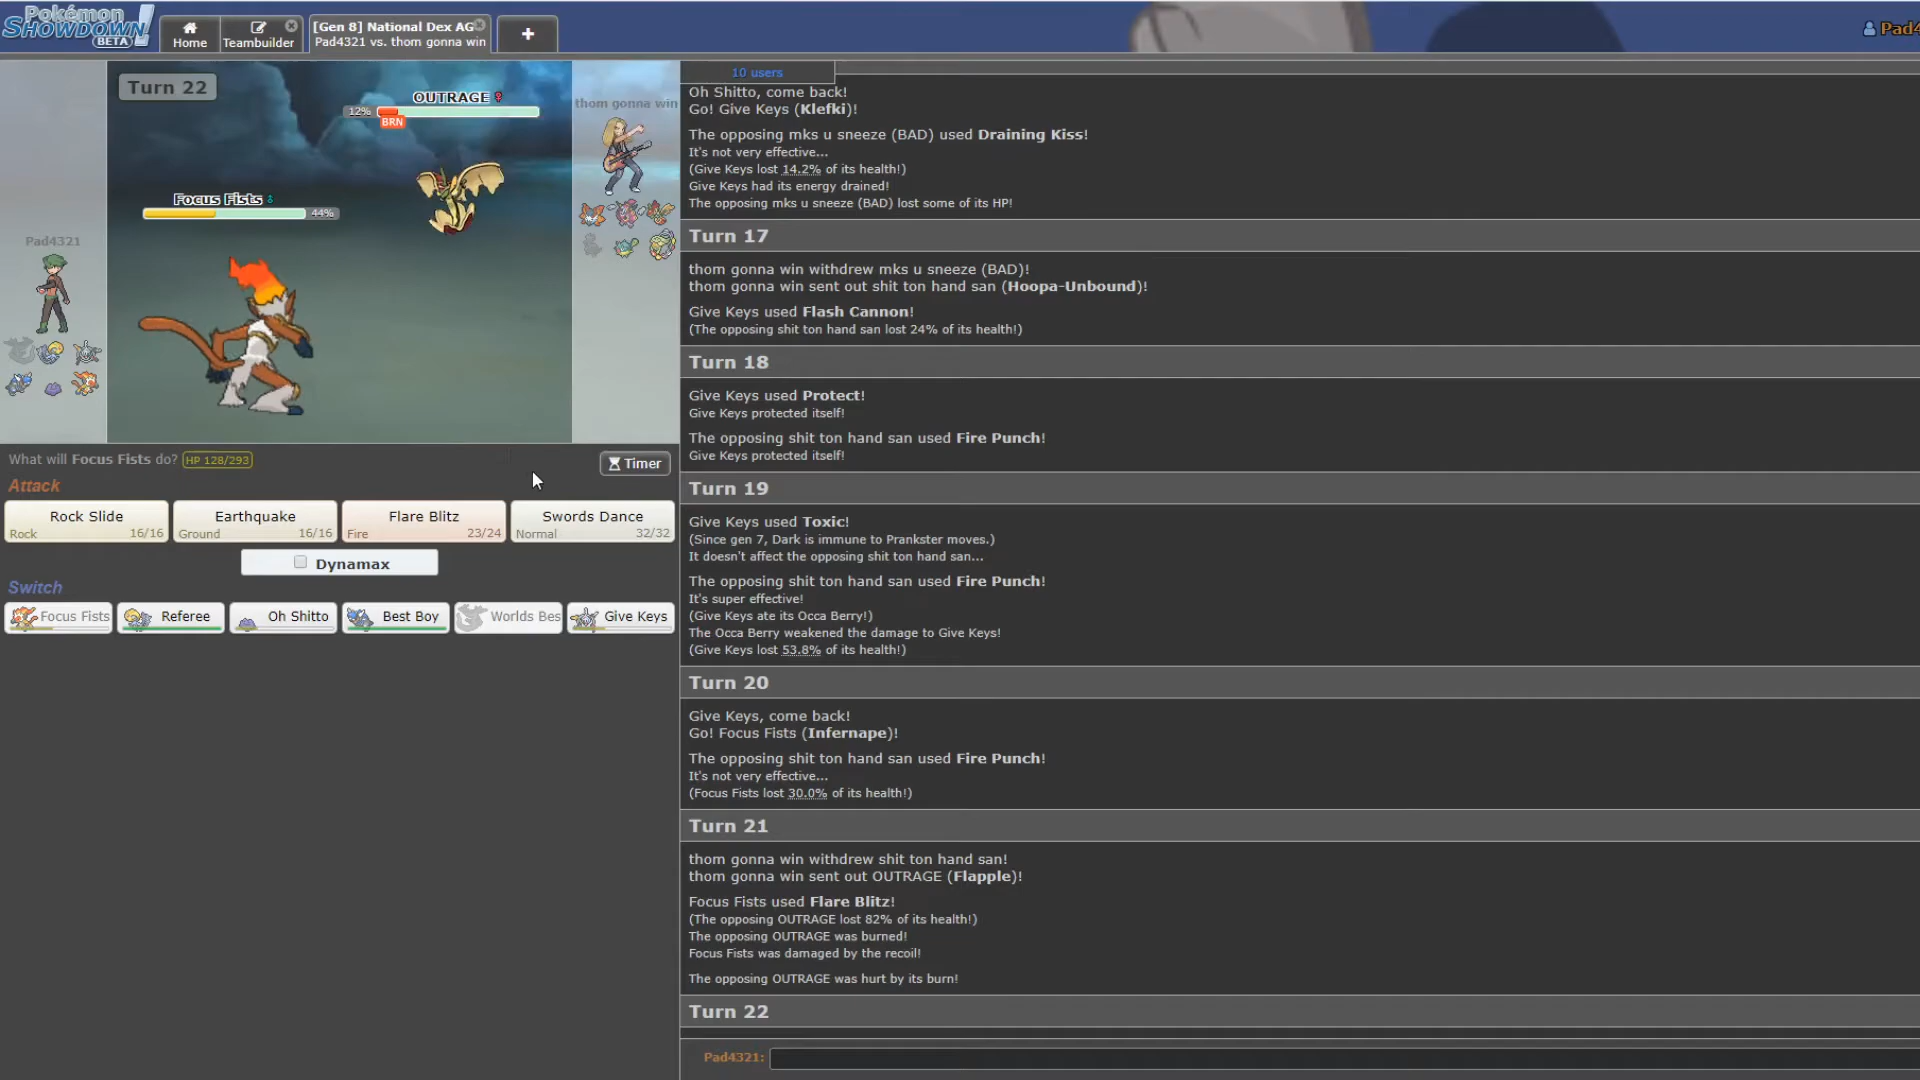 Pokémon
SHOWDOWN!
BETA
Home
Teambuilder
[Gen 8] National Dex AG
Pad4321 vs. thom gonna win
+
Turn 22
OUTRAGE
12%
BRN
Focus Fists
44%
thom gonna win
Pad4321
What will Focus Fists do? HP 128/293
Timer
Attack
Rock Slide
Rock 16/16
Earthquake
Ground 16/16
Flare Blitz
Fire 23/24
Swords Dance
Normal 32/32
Dynamax
Switch
Focus Fists
Referee
Oh Shitto
Best Boy
Worlds Bes
Give Keys
10 users
Oh Shitto, come back!
Go! Give Keys (Klefki)!
The opposing mks u sneeze (BAD) used Draining Kiss!
It's not very effective...
(Give Keys lost 14.2% of its health!)
Give Keys had its energy drained!
The opposing mks u sneeze (BAD) lost some of its HP!
Turn 17
thom gonna win withdrew mks u sneeze (BAD)!
thom gonna win sent out shit ton hand san (Hoopa-Unbound)!
Give Keys used Flash Cannon!
(The opposing shit ton hand san lost 24% of its health!)
Turn 18
Give Keys used Protect!
Give Keys protected itself!
The opposing shit ton hand san used Fire Punch!
Give Keys protected itself!
Turn 19
Give Keys used Toxic!
(Since gen 7, Dark is immune to Prankster moves.)
It doesn't affect the opposing shit ton hand san...
The opposing shit ton hand san used Fire Punch!
It's super effective!
(Give Keys ate its Occa Berry!)
The Occa Berry weakened the damage to Give Keys!
(Give Keys lost 53.8% of its health!)
Turn 20
Give Keys, come back!
Go! Focus Fists (Infernape)!
The opposing shit ton hand san used Fire Punch!
It's not very effective...
(Focus Fists lost 30.0% of its health!)
Turn 21
thom gonna win withdrew shit ton hand san!
thom gonna win sent out OUTRAGE (Flapple)!
Focus Fists used Flare Blitz!
(The opposing OUTRAGE lost 82% of its health!)
The opposing OUTRAGE was burned!
Focus Fists was damaged by the recoil!
The opposing OUTRAGE was hurt by its burn!
Turn 22
Pad4321: